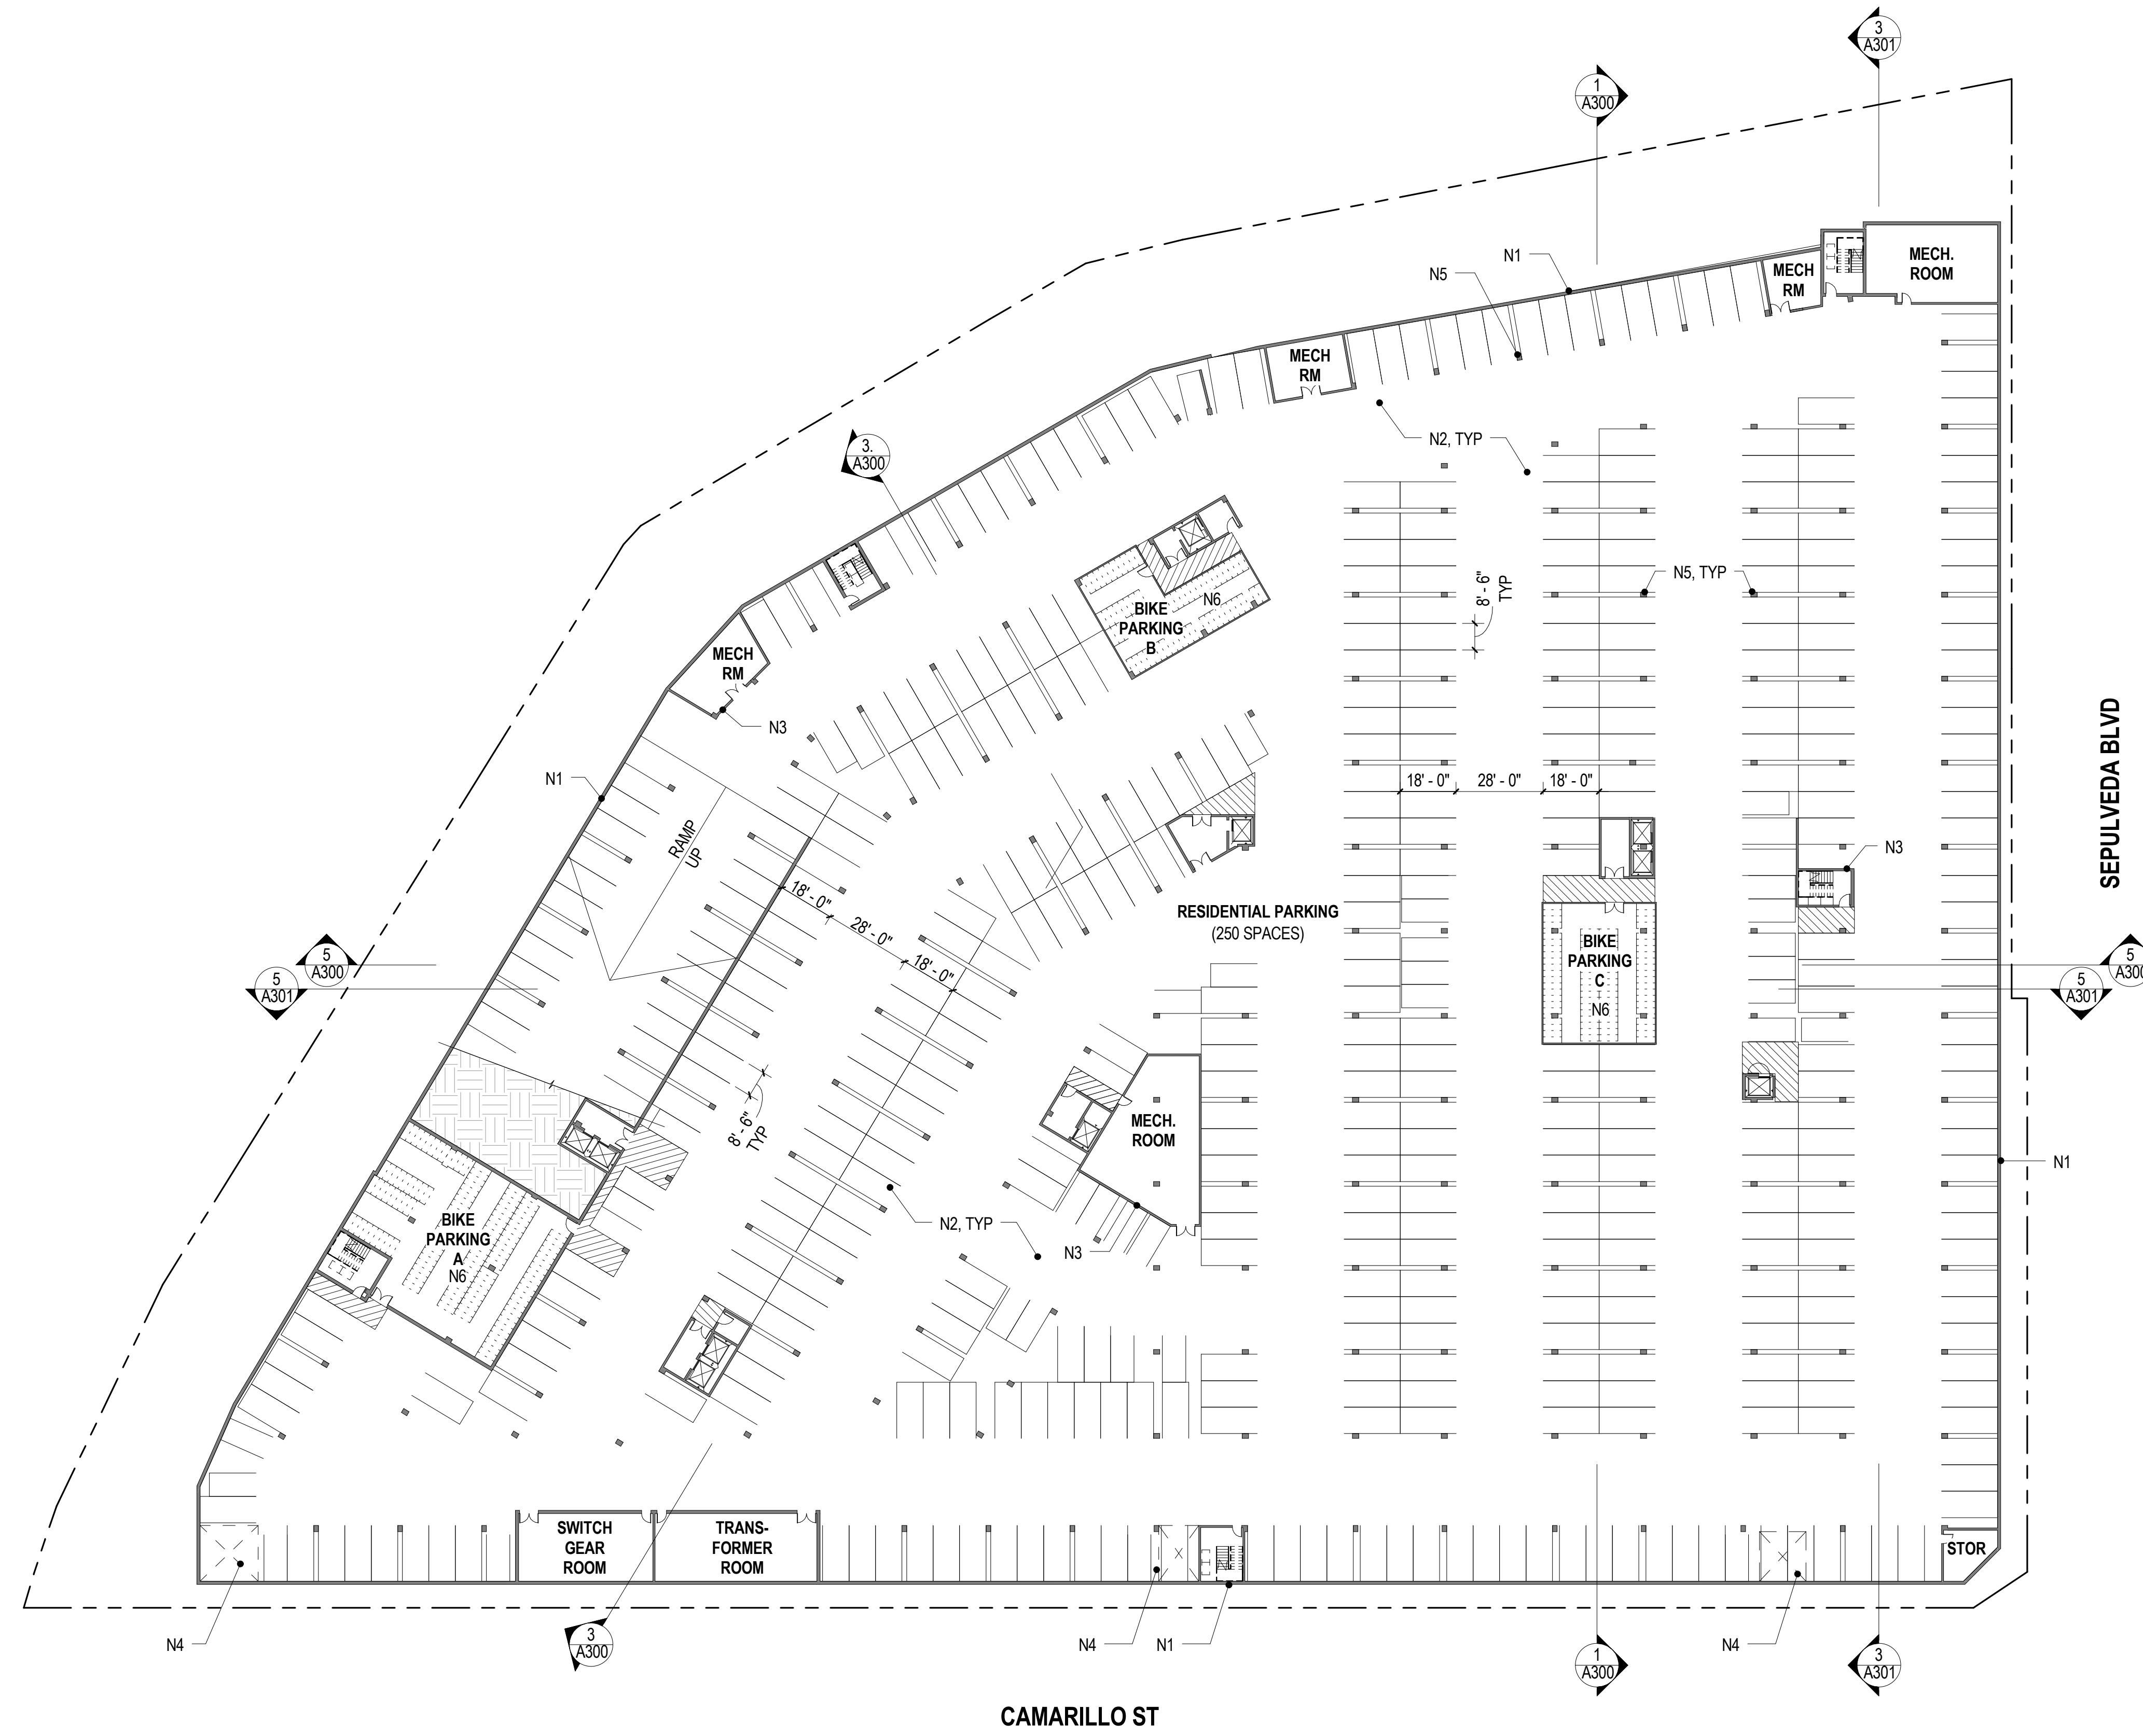 3
A301
1
A300
N1
N5
MECH.
ROOM
MECH
RM
MECH
RM
N2, TYP
3.
A300
N5, TYP
8' - 6"
TYP
BIKE
PARKING
B
N6
MECH
RM
N3
N1
RAMP
UP
18' - 0"
28' - 0"
18' - 0"
SEPULVEDA BLVD
N3
18' - 0"
28' - 0"
18' - 0"
RESIDENTIAL PARKING
(250 SPACES)
BIKE
PARKING
C
N6
5
A300
5
A301
5
A300
5
A301
8' - 6"
TYP
MECH.
ROOM
N1
BIKE
PARKING
A
N6
N2, TYP
N3
SWITCH
GEAR
ROOM
TRANS-
FORMER
ROOM
STOR
N4
3
A300
N4
N1
1
A300
N4
3
A301
CAMARILLO ST